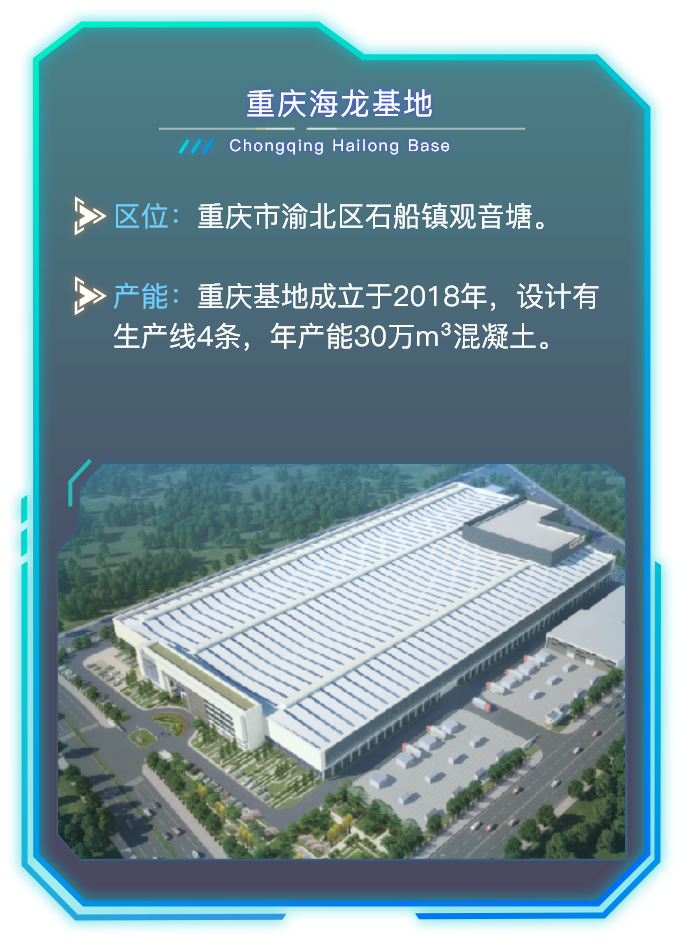 重庆海龙基地
Chongqing Hailong Base
区位：重庆市渝北区石船镇观音塘。
产能：重庆基地成立于2018年，设计有
生产线4条，年产能30万m³混凝土。